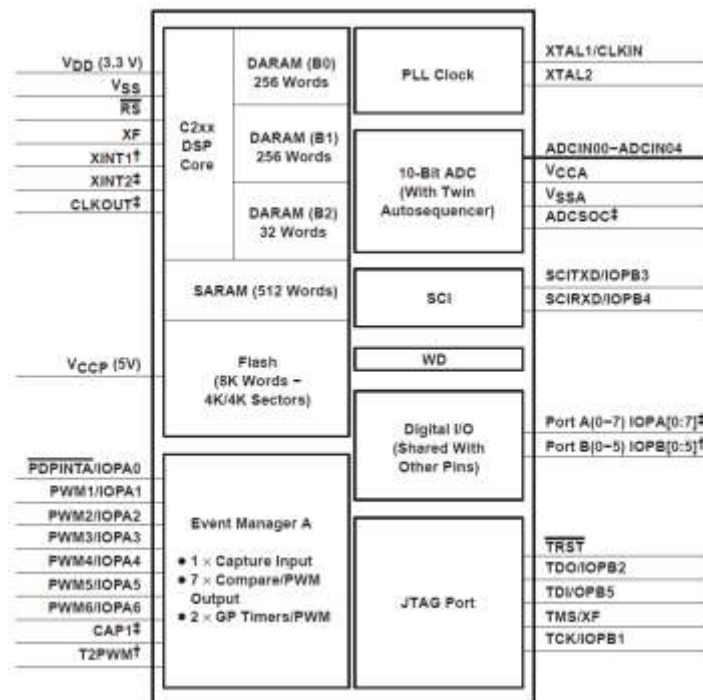 VDD (3.3 V)
VSS
RS
XF
XINT1†
XINT2‡
CLKOUT‡
VCCP (5V)
PDPINTA/IOPA0
PWM1/IOPA1
PWM2/IOPA2
PWM3/IOPA3
PWM4/IOPA4
PWM5/IOPA5
PWM6/IOPA6
CAP1‡
T2PWM†
C2xx
DSP
Core
DARAM (B0)
256 Words
DARAM (B1)
256 Words
DARAM (B2)
32 Words
SARAM (512 Words)
Flash
(8K Words −
4K/4K Sectors)
Event Manager A
● 1 × Capture Input
● 7 × Compare/PWM
Output
● 2 × GP Timers/PWM
PLL Clock
10-Bit ADC
(With Twin
Autosequencer)
SCI
WD
Digital I/O
(Shared With
Other Pins)
JTAG Port
XTAL1/CLKIN
XTAL2
ADCIN00−ADCIN04
VCCA
VSSA
ADCSOC‡
SCITXD/IOPB3
SCIRXD/IOPB4
Port A(0−7) IOPA[0:7]‡
Port B(0−5) IOPB[0:5]†
TRST
TDO/IOPB2
TDI/OPB5
TMS/XF
TCK/IOPB1